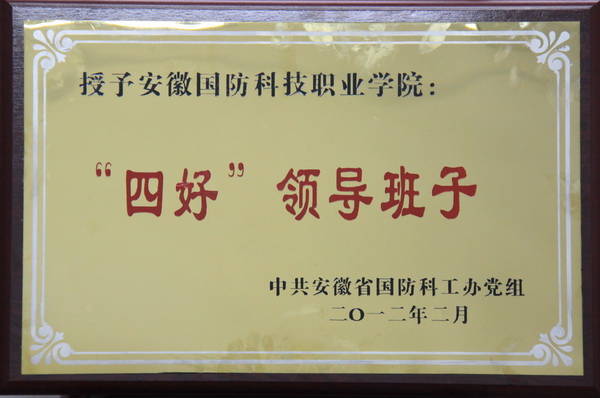 授予安徽国防科技职业学院：
“四好”领导班子
中共安徽省国防科工办党组
二〇一二年二月